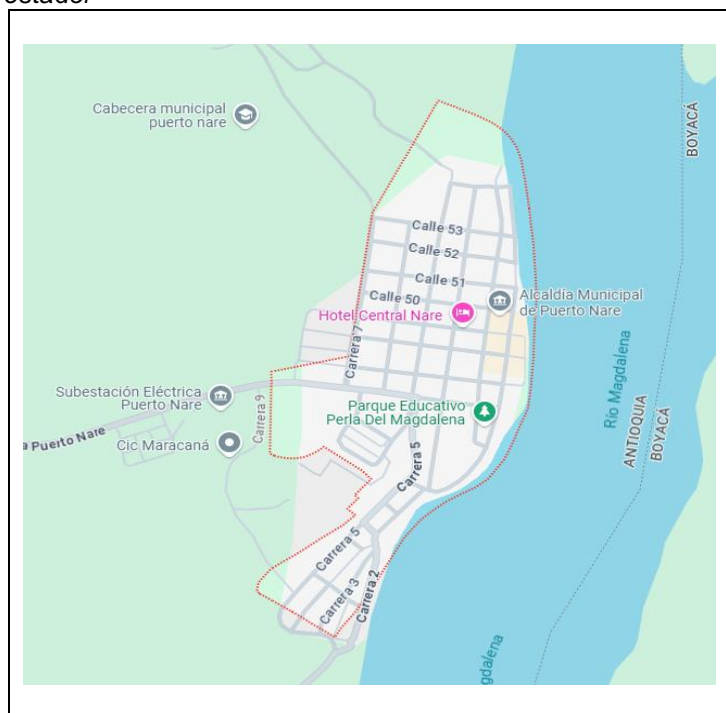 Cabecera municipal
puerto nare
BOYACÁ
Calle 53
Calle 52
Calle 51
Calle 50
Alcaldía Municipal
de Puerto Nare
Hotel Central Nare
Carrera 7
Río Magdalena
Subestación Eléctrica
Puerto Nare
Carrera 9
Parque Educativo
Perla Del Magdalena
ANTIOQUIA
BOYACÁ
a Puerto Nare
Cic Maracaná
Carrera 5
Carrera 5
Carrera 3
Carrera 2
gdalena